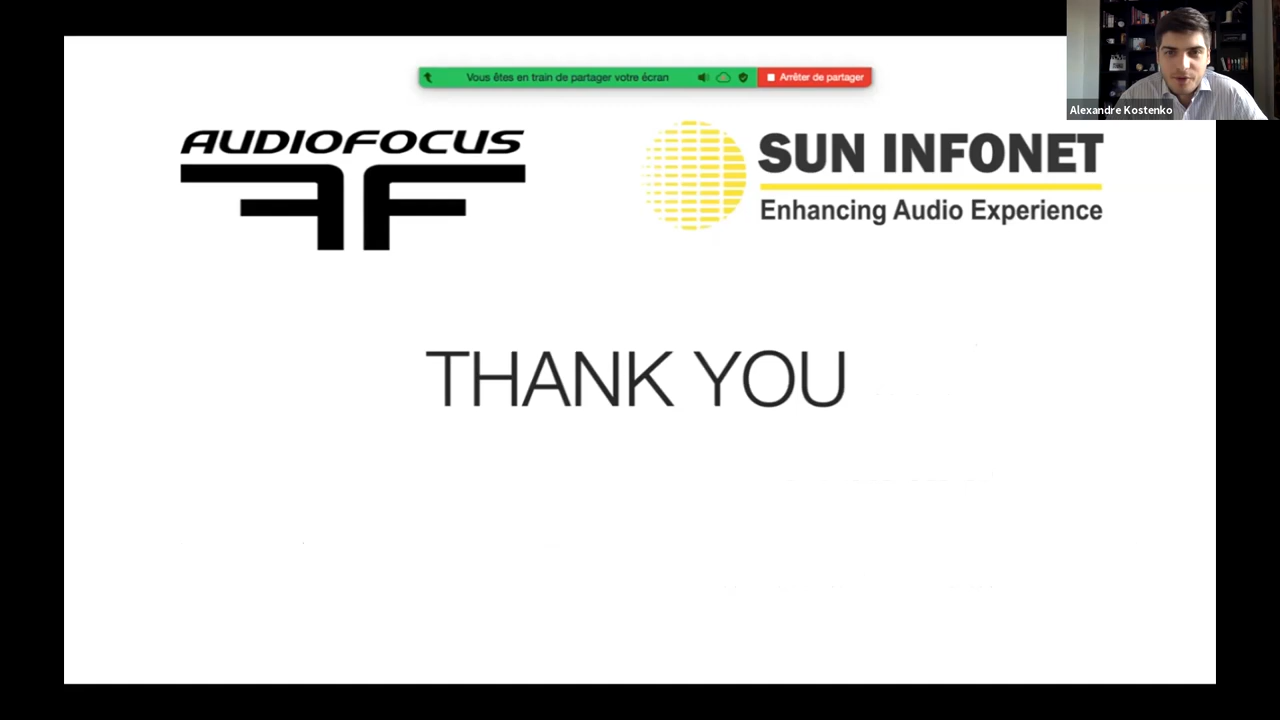 Vous êtes en train de partager votre écran
Arrêter de partager
Alexandre Kostenko
AUDIOFOCUS
SUN INFONET
Enhancing Audio Experience
THANK YOU